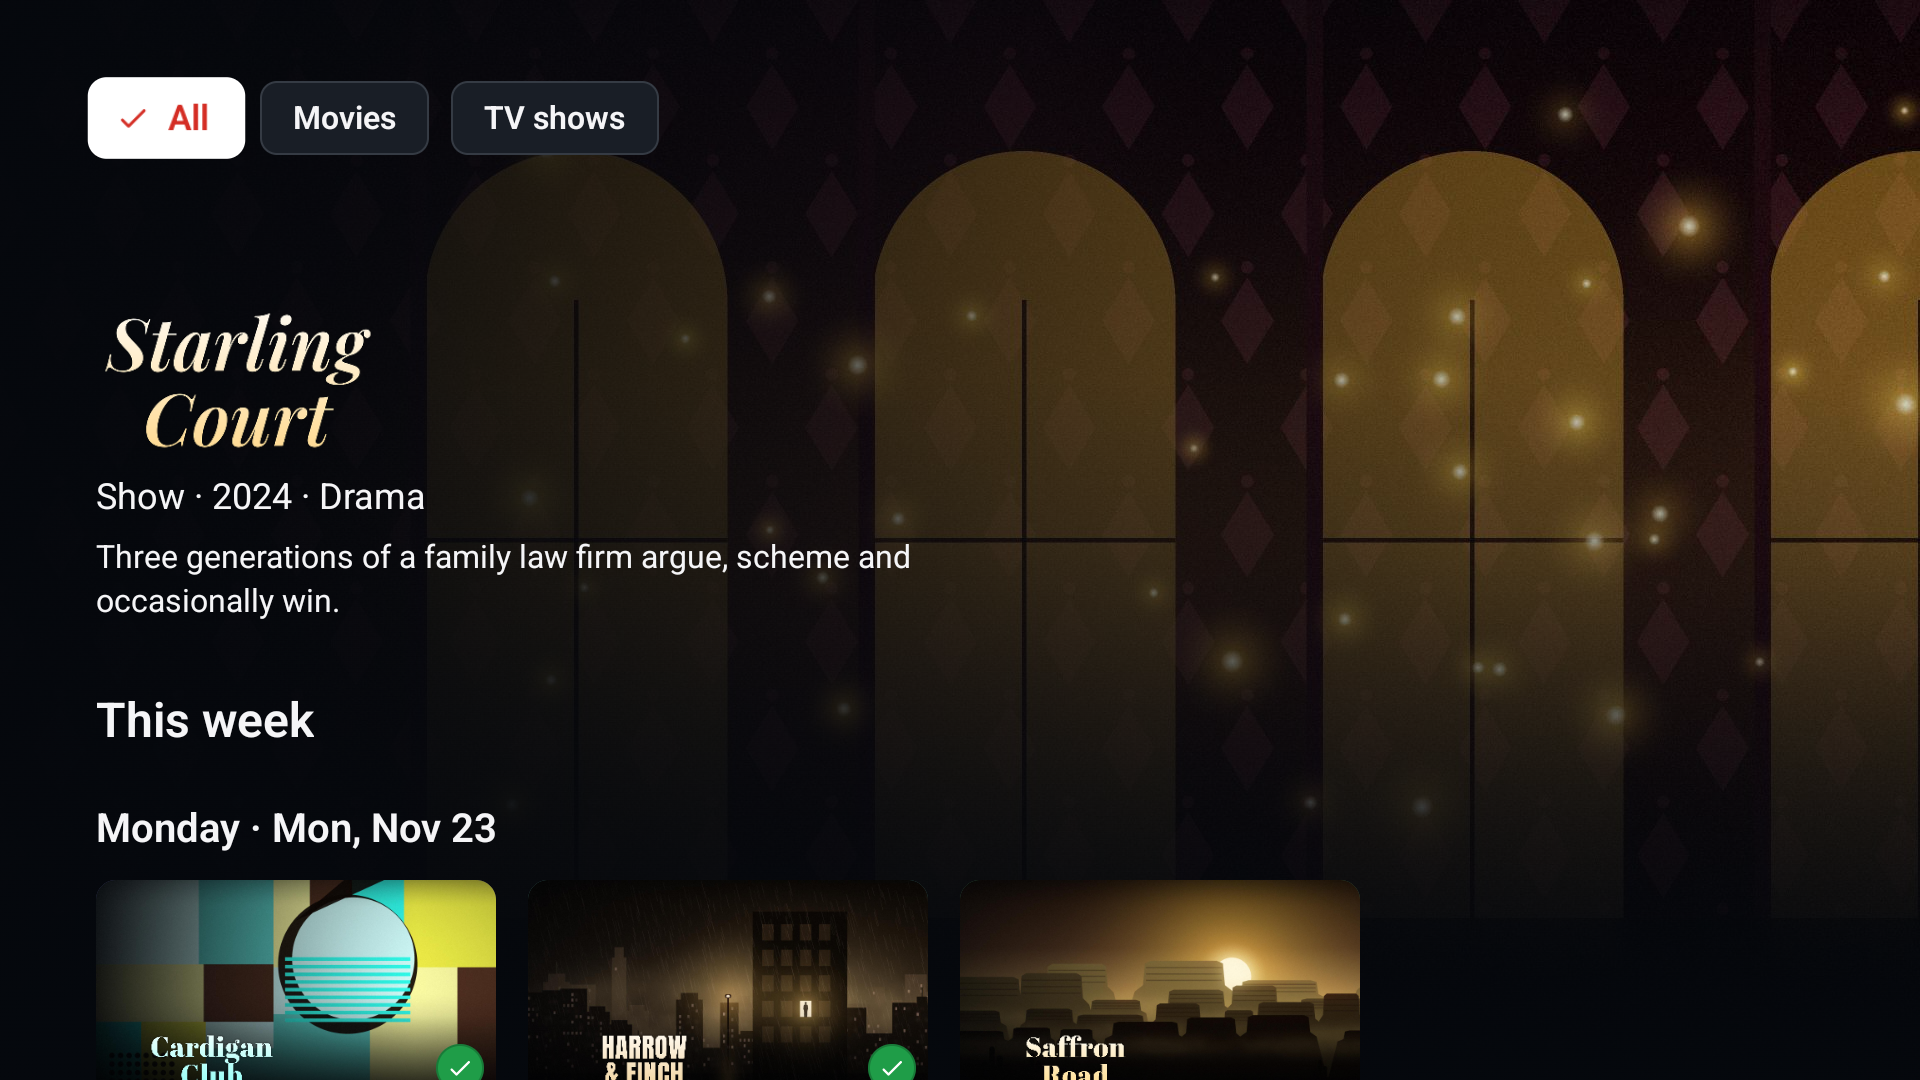 All
Movies
TV shows
Starling
Court
Show · 2024 · Drama
Three generations of a family law firm argue, scheme and
occasionally win.
This week
Monday · Mon, Nov 23
Cardigan
Club
HARROW
& FINCH
Saffron
Road